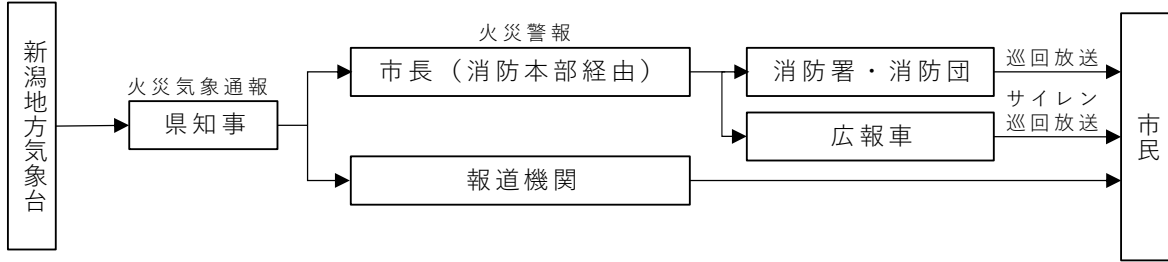 新潟地方気象台
火災気象通報
県知事
火災警報
市長（消防本部経由）
報道機関
消防署・消防団
広報車
巡回放送
サイレン
巡回放送
市民